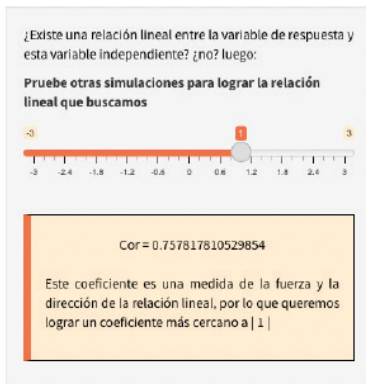 ¿Existe una relación lineal entre la variable de respuesta y
esta variable independiente? ¿no? luego:
Pruebe otras simulaciones para lograr la relación
lineal que buscamos
-3 1 3
-3 -2.4 -1.8 -1.2 -0.6 0 0.6 1.2 1.8 2.4 3
Cor = 0.757817810529854
Este coeficiente es una medida de la fuerza y la
dirección de la relación lineal, por lo que queremos
lograr un coeficiente más cercano a | 1 |